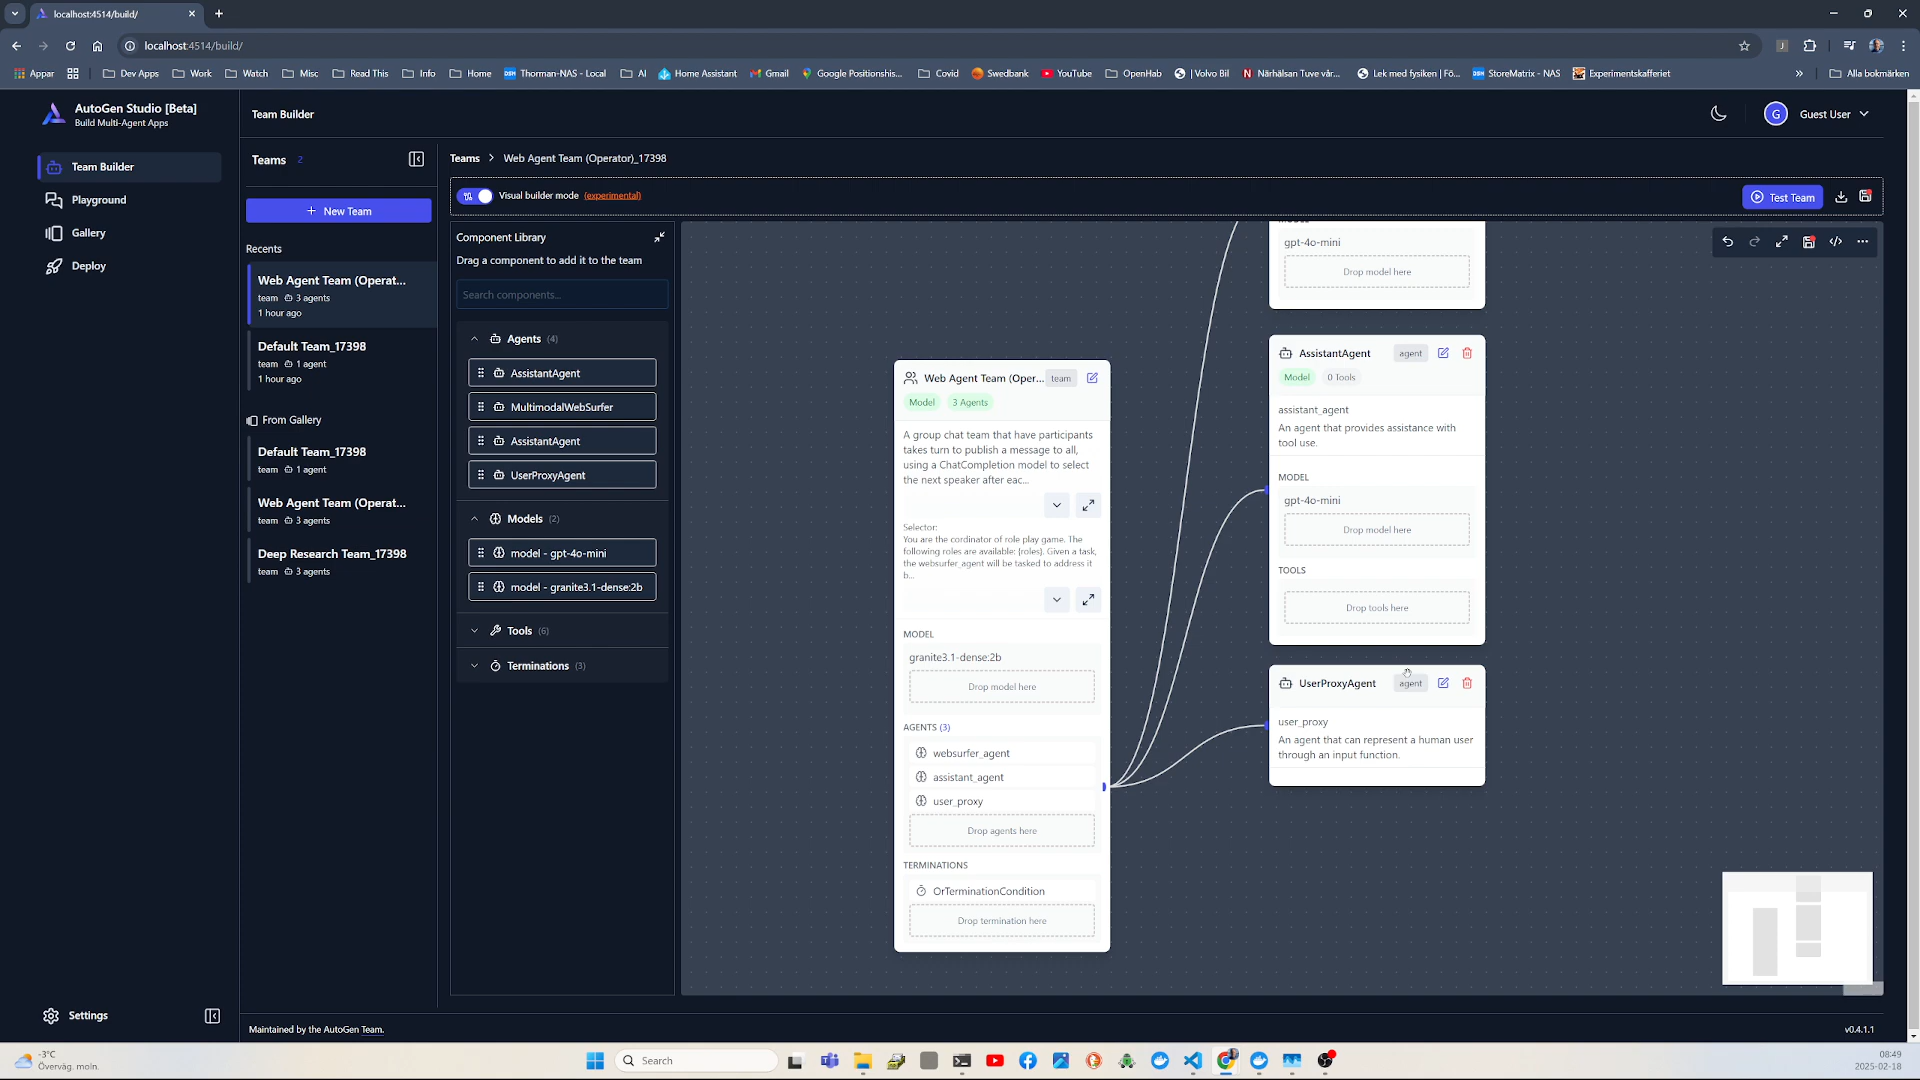 localhost:4514/build/
localhost:4514/build/
Appar
Dev Apps
Work
Watch
Misc
Read This
Info
Home
Thorman-NAS - Local
AI
Home Assistant
Gmail
Google Positionshis...
Covid
Swedbank
YouTube
OpenHab
| Volvo Bil
Närhälsan Tuve vår...
Lek med fysiken | Fö...
StoreMatrix - NAS
Experimentskafferiet
»
Alla bokmärken
AutoGen Studio [Beta]
Build Multi-Agent Apps
Team Builder
Playground
Gallery
Deploy
Settings
Team Builder
G
Guest User
Teams 2
+ New Team
Recents
Web Agent Team (Operat...
team 3 agents
1 hour ago
Default Team_17398
team 1 agent
1 hour ago
From Gallery
Default Team_17398
team 1 agent
Web Agent Team (Operat...
team 3 agents
Deep Research Team_17398
team 3 agents
Teams > Web Agent Team (Operator)_17398
Visual builder mode (experimental)
Test Team
Component Library
Drag a component to add it to the team
Search components...
Agents (4)
AssistantAgent
MultimodalWebSurfer
AssistantAgent
UserProxyAgent
Models (2)
model - gpt-4o-mini
model - granite3.1-dense:2b
Tools (6)
Terminations (3)
Web Agent Team (Oper... team
Model 3 Agents
A group chat team that have participants
takes turn to publish a message to all,
using a ChatCompletion model to select
the next speaker after eac...
Selector:
You are the cordinator of role play game. The
following roles are available: {roles}. Given a task,
the websurfer_agent will be tasked to address it
b...
MODEL
granite3.1-dense:2b
Drop model here
AGENTS (3)
websurfer_agent
assistant_agent
user_proxy
Drop agents here
TERMINATIONS
OrTerminationCondition
Drop termination here
gpt-4o-mini
Drop model here
AssistantAgent agent
Model 0 Tools
assistant_agent
An agent that provides assistance with
tool use.
MODEL
gpt-4o-mini
Drop model here
TOOLS
Drop tools here
UserProxyAgent agent
user_proxy
An agent that can represent a human user
through an input function.
Maintained by the AutoGen Team.
v0.4.1.1
-3°C
Överväg. moln.
Search
08:49
2025-02-18